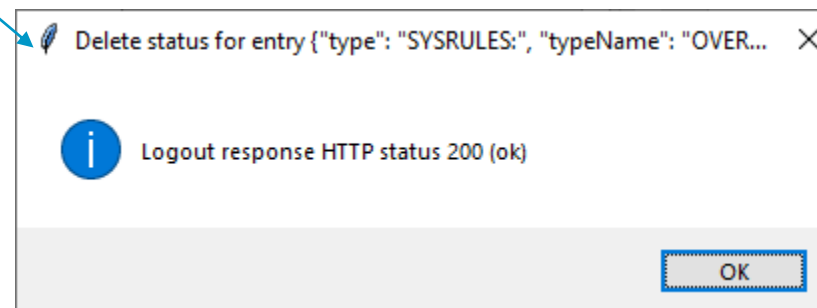 Delete status for entry {"type": "SYSRULES:", "typeName": "OVER...
Logout response HTTP status 200 (ok)
OK